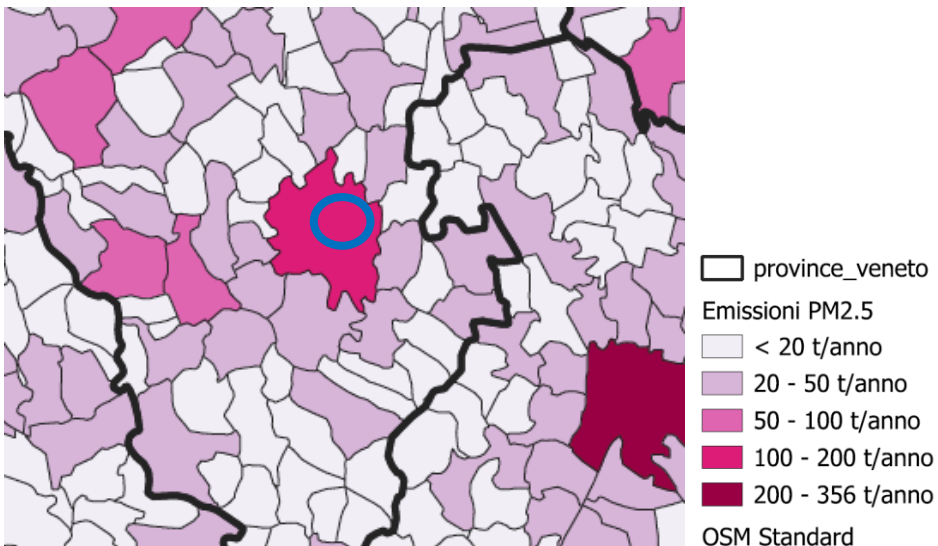 province_veneto
Emissioni PM2.5
< 20 t/anno
20 - 50 t/anno
50 - 100 t/anno
100 - 200 t/anno
200 - 356 t/anno
OSM Standard